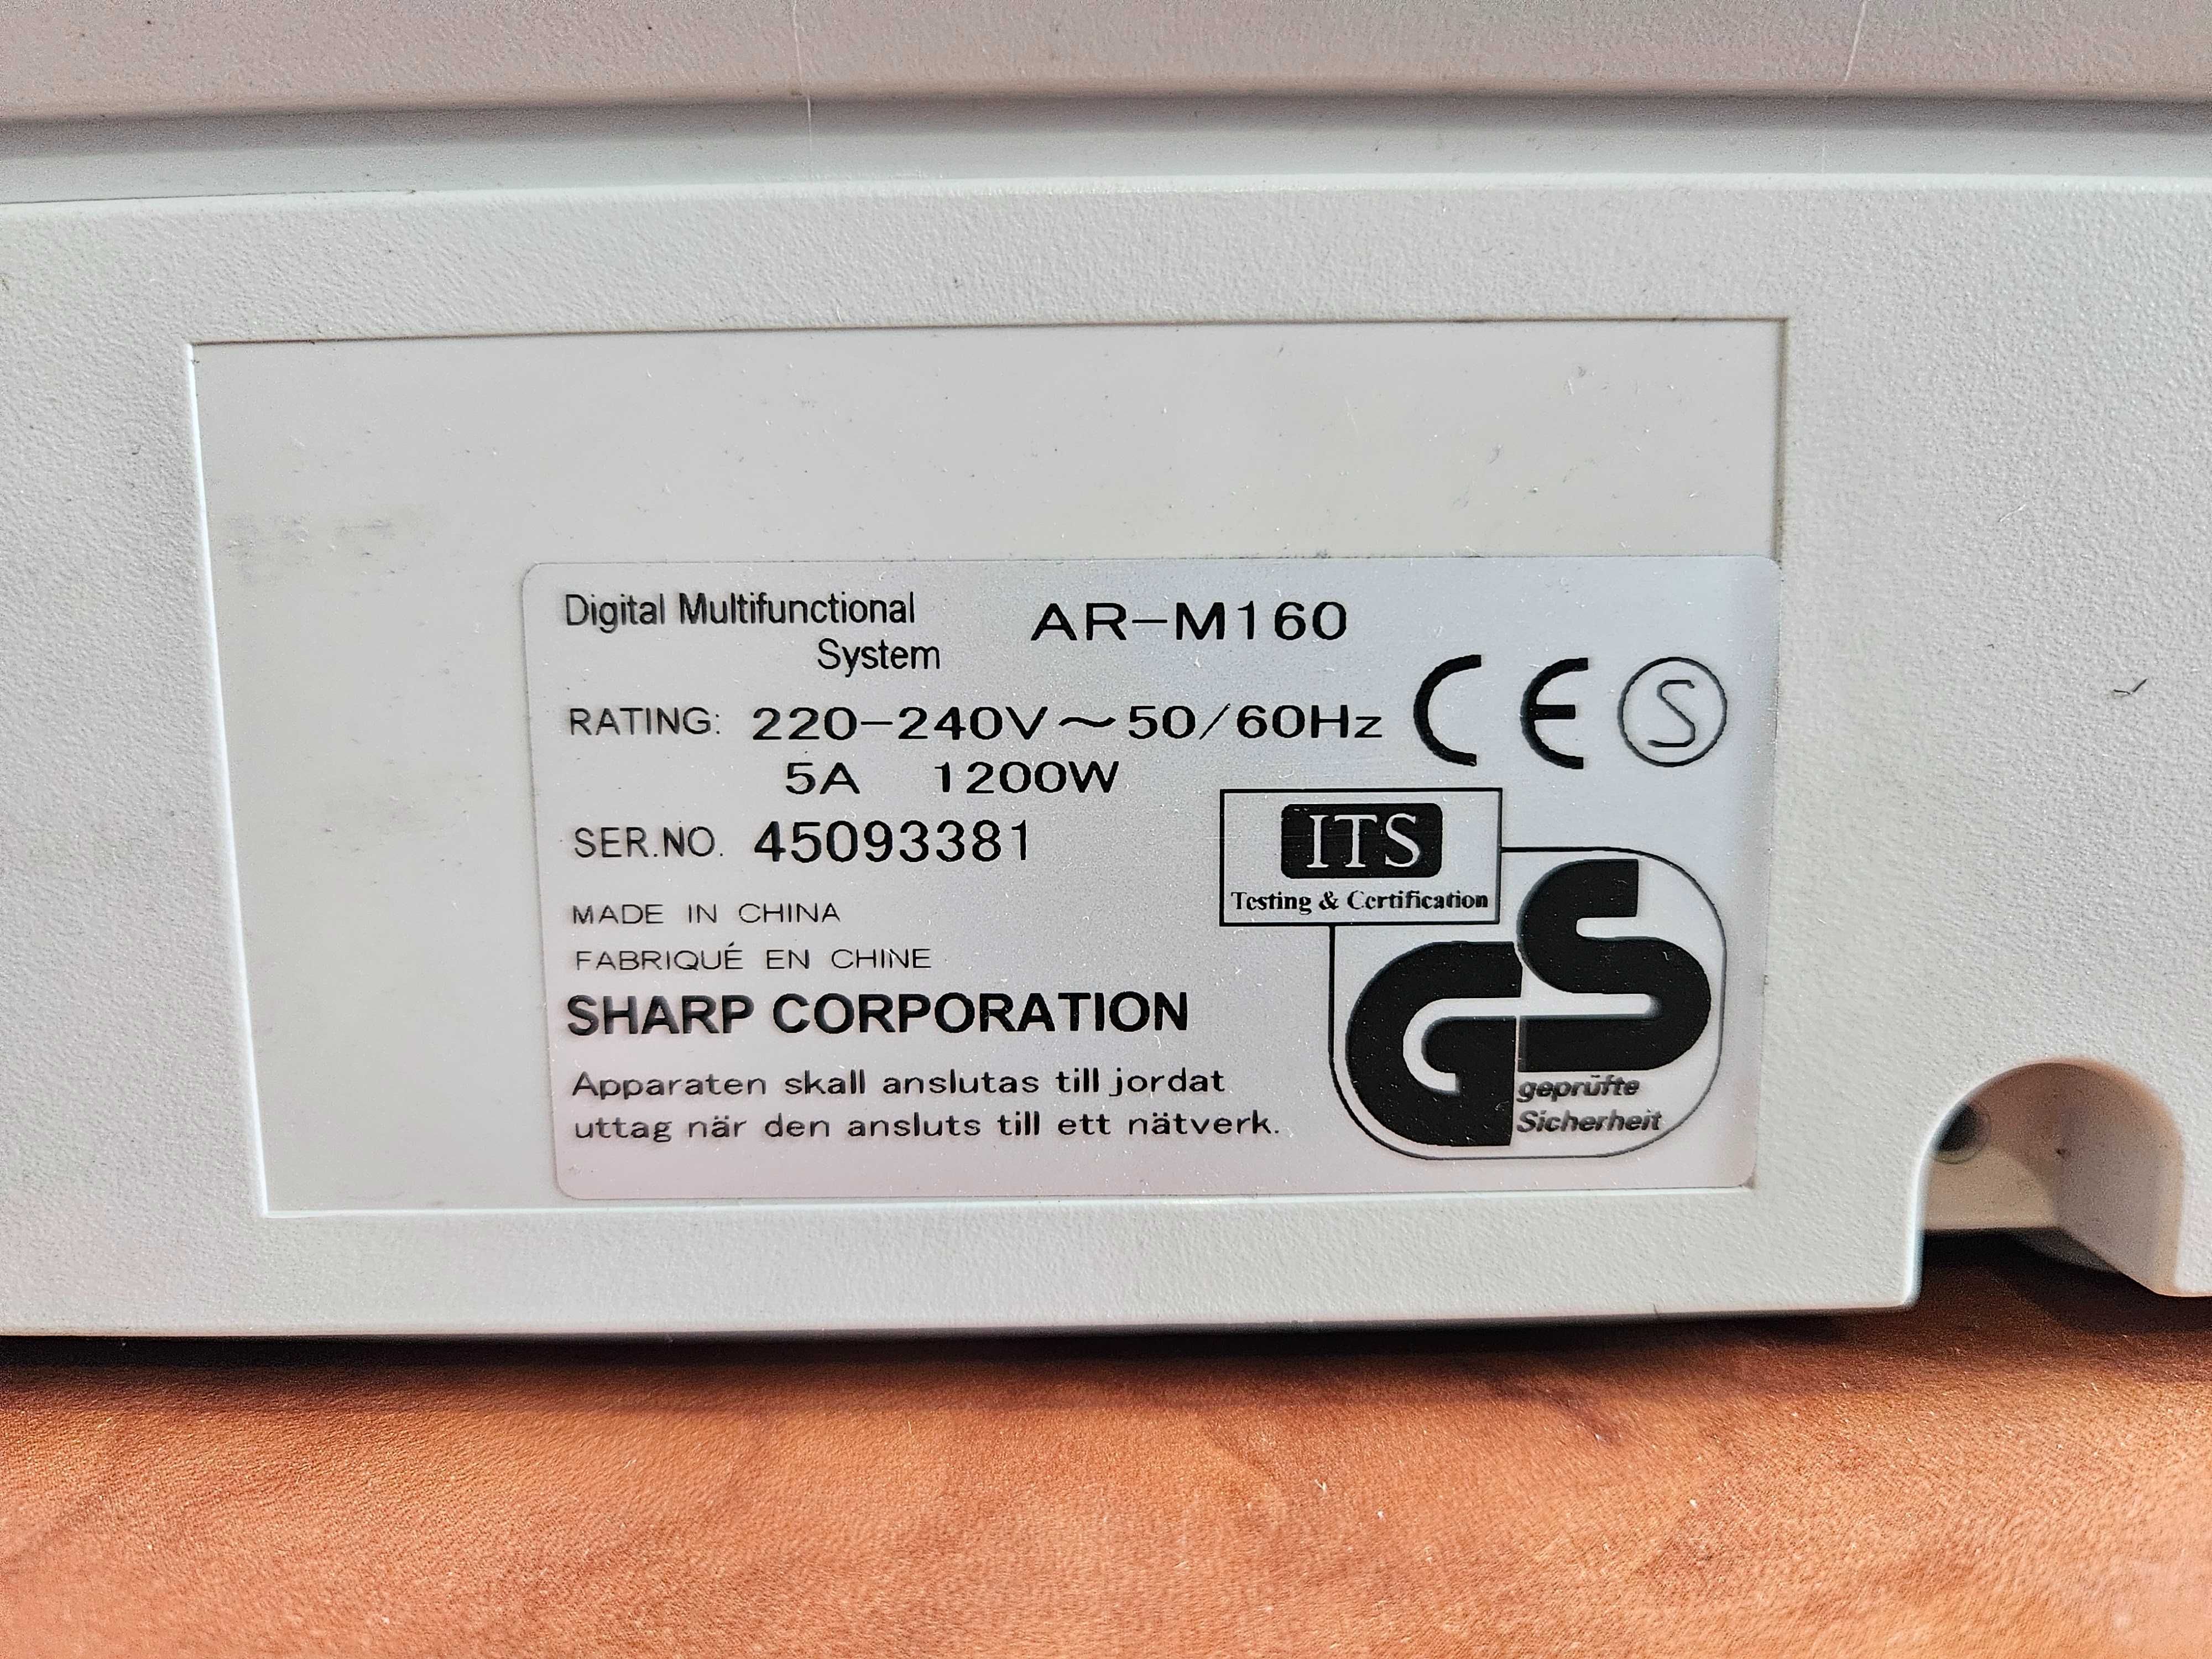 Digital Multifunctional
System
AR-M160
RATING: 220-240V~50/60Hz
5A 1200W
CE S
SER.NO. 45093381
ITS
Testing & Certification
MADE IN CHINA
FABRIQUÉ EN CHINE
SHARP CORPORATION
Apparaten skall anslutas till jordat
uttag när den ansluts till ett nätverk.
GS
geprüfte
Sicherheit